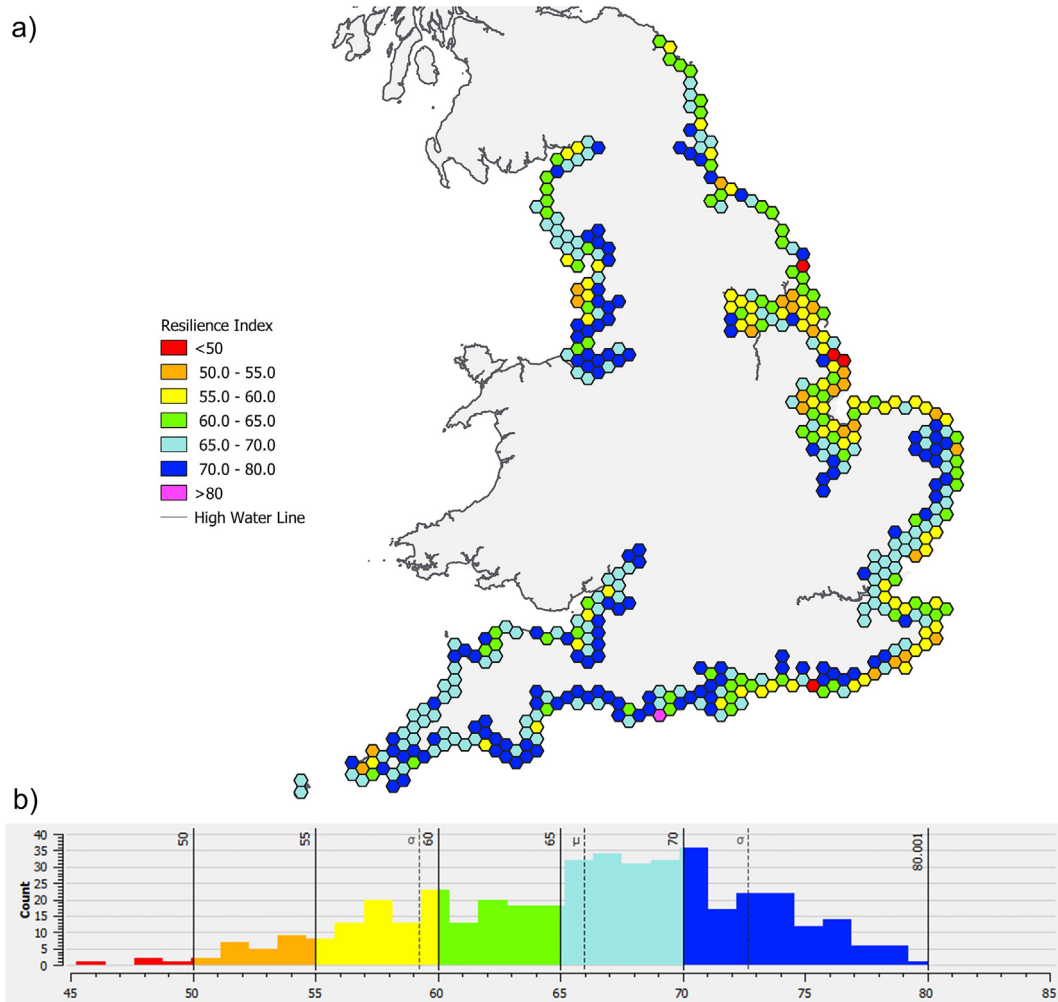 a)
Resilience Index
<50
50.0 - 55.0
55.0 - 60.0
60.0 - 65.0
65.0 - 70.0
70.0 - 80.0
>80
High Water Line
b)
40
35
30
25
20
15
10
5
0
Count
50
55
σ
60
65
μ
70
σ
80.001
45 50 55 60 65 70 75 80 85